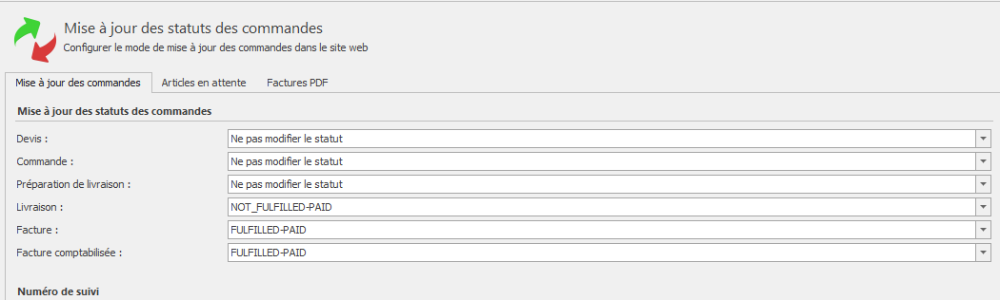 Mise à jour des statuts des commandes
Configurer le mode de mise à jour des commandes dans le site web
Mise à jour des commandes Articles en attente Factures PDF
Mise à jour des statuts des commandes
Devis : Ne pas modifier le statut
Commande : Ne pas modifier le statut
Préparation de livraison : Ne pas modifier le statut
Livraison : NOT_FULFILLED-PAID
Facture : FULFILLED-PAID
Facture comptabilisée : FULFILLED-PAID
Numéro de suivi